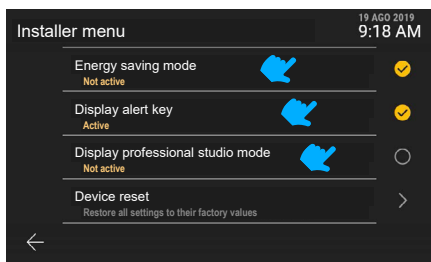 19 AGO 2019
Installer menu
9:18 AM
Energy saving mode
Not active
Display alert key
Active
Display professional studio mode
Not active
Device reset
Restore all settings to their factory values